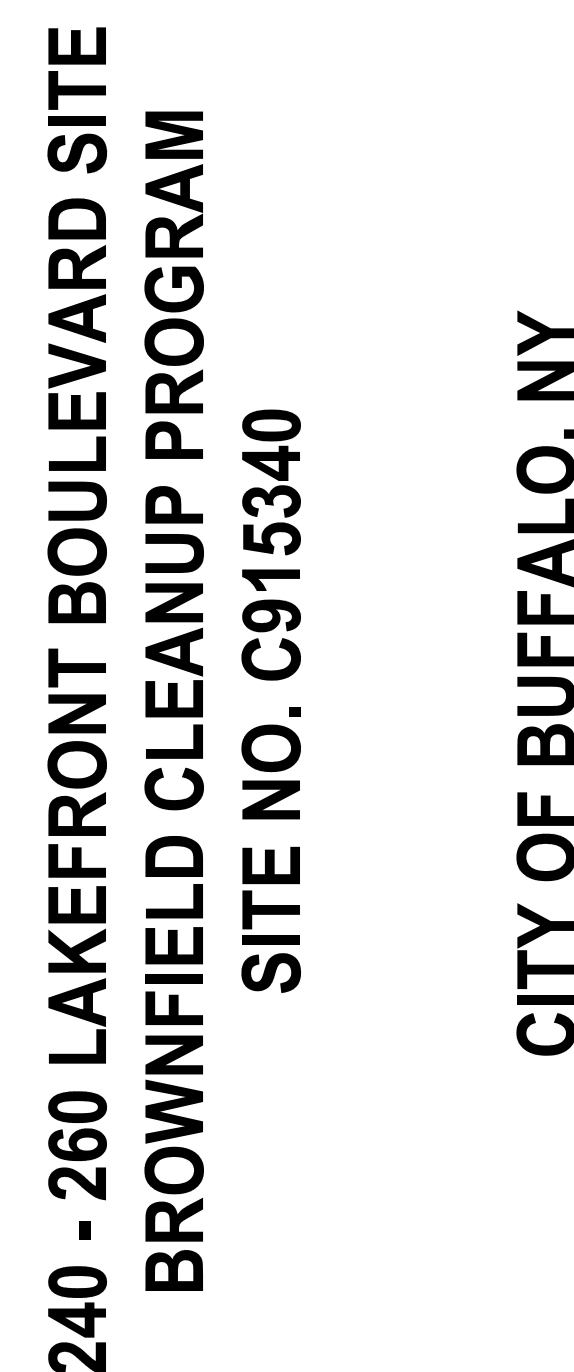 240 - 260 LAKEFRONT BOULEVARD SITE
BROWNFIELD CLEANUP PROGRAM
SITE NO. C915340
CITY OF BUFFALO, NY